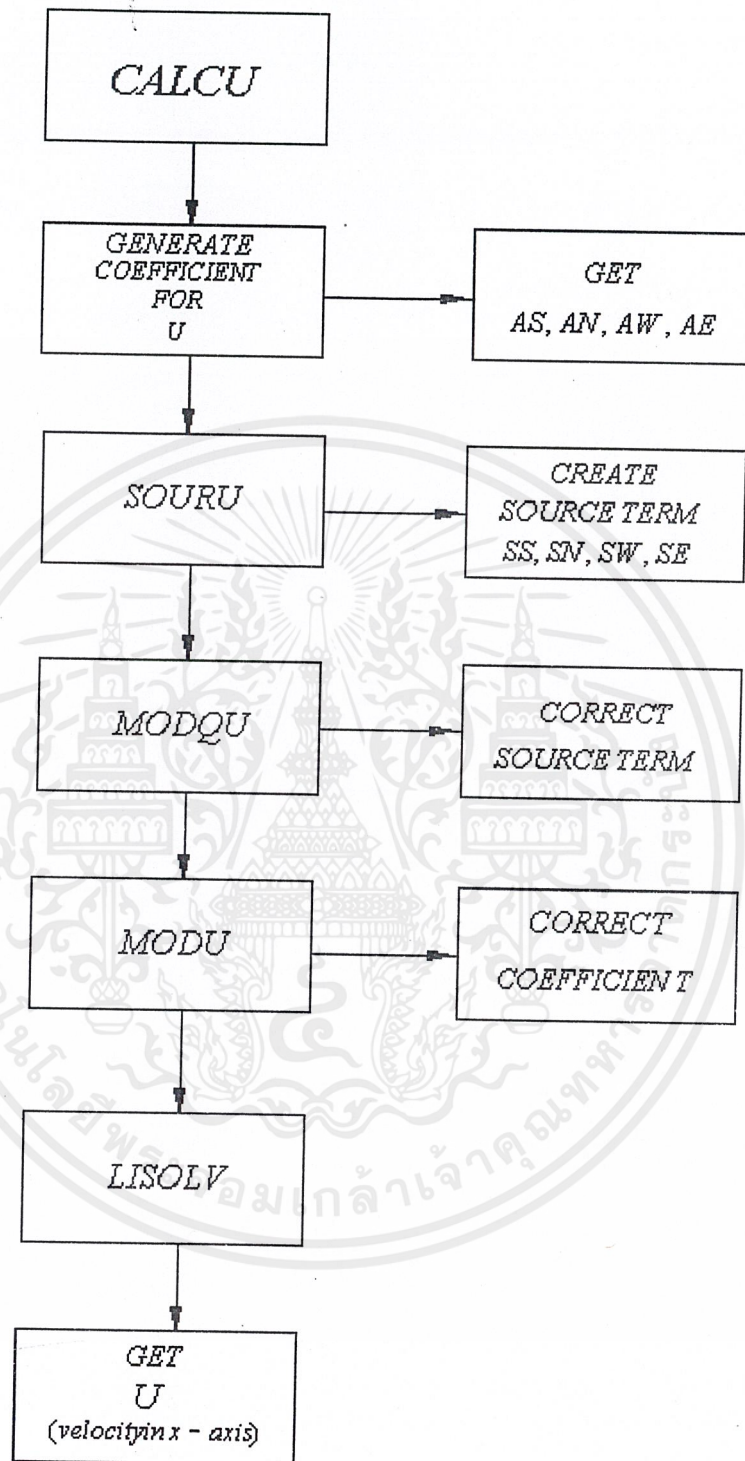 CALCU
GENERATE
COEFFICIENT
FOR
U
GET
AS, AN, AW, AE
SOURU
CREATE
SOURCE TERM
SS, SN, SW, SE
MODQU
CORRECT
SOURCE TERM
MODU
CORRECT
COEFFICIENT
LISOLV
GET
U
(velocityin x - axis)